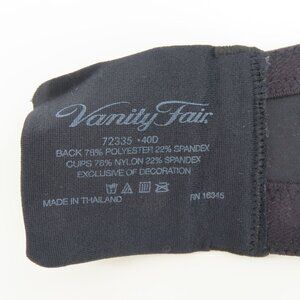 Vanity Fair
72335 • 40D
BACK 78% POLYESTER 22% SPANDEX
CUPS 78% NYLON 22% SPANDEX
EXCLUSIVE OF DECORATION
MADE IN THAILAND RN 16345